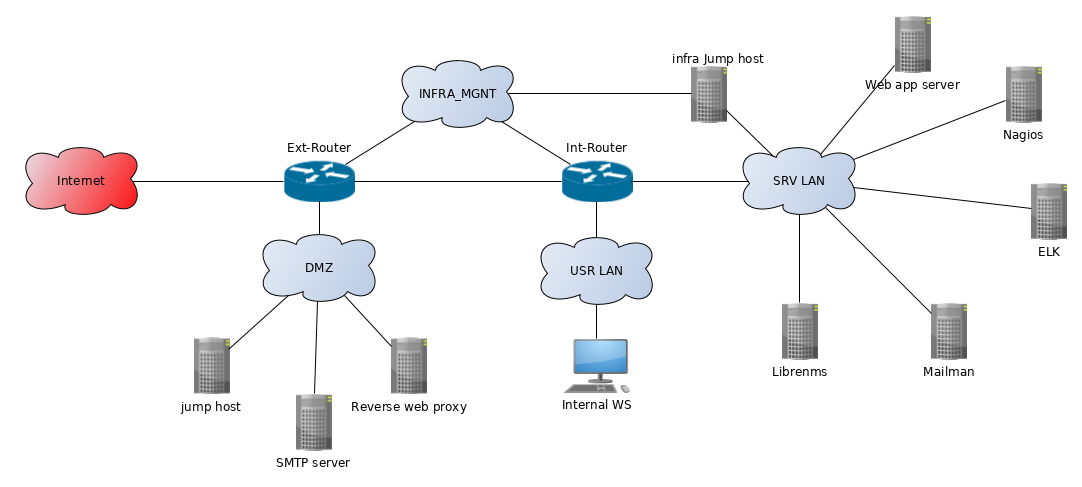 infra Jump host
Web app server
INFRA_MGNT
Nagios
Ext-Router
Int-Router
Internet
SRV LAN
ELK
DMZ
USR LAN
Librenms
Mailman
jump host
Reverse web proxy
Internal WS
SMTP server